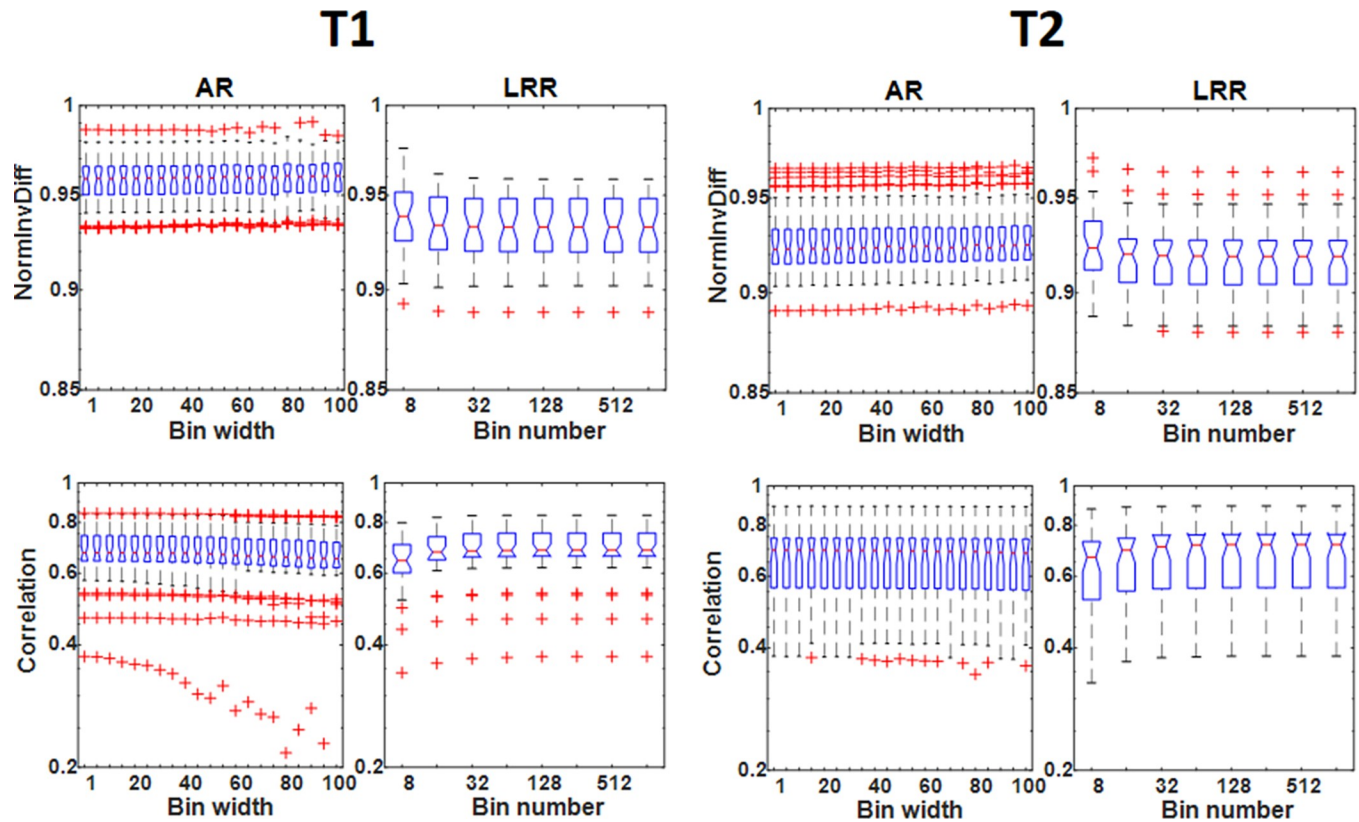 T1 T2
AR LRR AR LRR
NormInvDiff 1 0.95 0.9 0.85
1 20 40 60 80 100
Bin width
1 0.95 0.9 0.85
8 32 128 512
Bin number
NormInvDiff 1 0.95 0.9 0.85
1 20 40 60 80 100
Bin width
1 0.95 0.9 0.85
8 32 128 512
Bin number
Correlation 1 0.8 0.6 0.4 0.2
1 20 40 60 80 100
Bin width
1 0.8 0.6 0.4 0.2
8 32 128 512
Bin number
Correlation 1 0.8 0.6 0.4 0.2
1 20 40 60 80 100
Bin width
1 0.8 0.6 0.4 0.2
8 32 128 512
Bin number